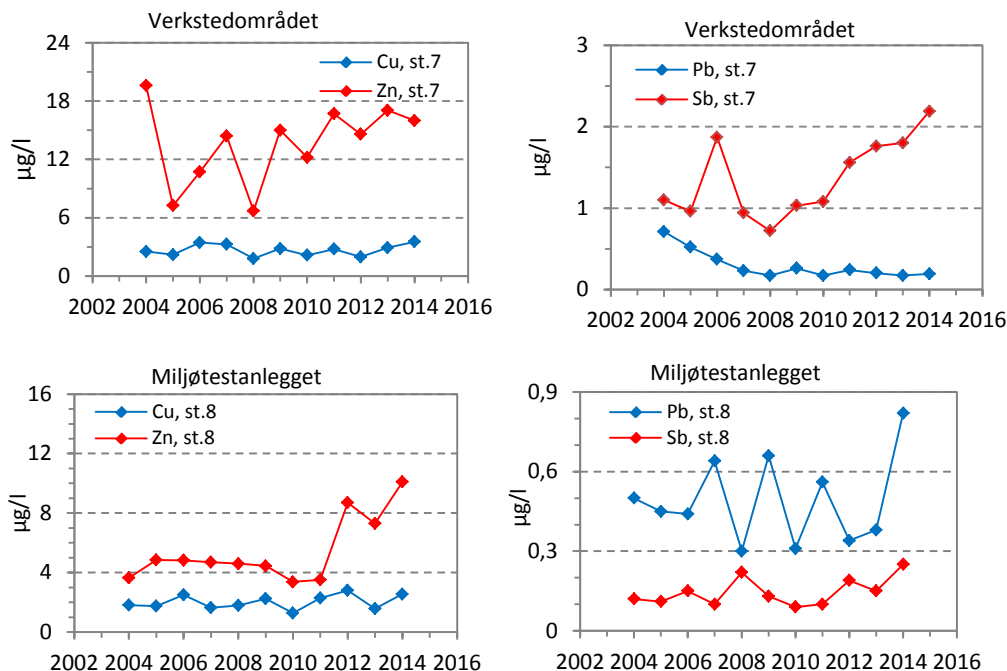 Verkstedområdet
24
18
12
6
0
µg/l
Cu, st.7
Zn, st.7
2002 2004 2006 2008 2010 2012 2014 2016
Verkstedområdet
3
2
1
0
µg/l
Pb, st.7
Sb, st.7
2002 2004 2006 2008 2010 2012 2014 2016
Miljøtestanlegget
16
12
8
4
0
µg/l
Cu, st.8
Zn, st.8
2002 2004 2006 2008 2010 2012 2014 2016
Miljøtestanlegget
0,9
0,6
0,3
0
µg/l
Pb, st.8
Sb, st.8
2002 2004 2006 2008 2010 2012 2014 2016